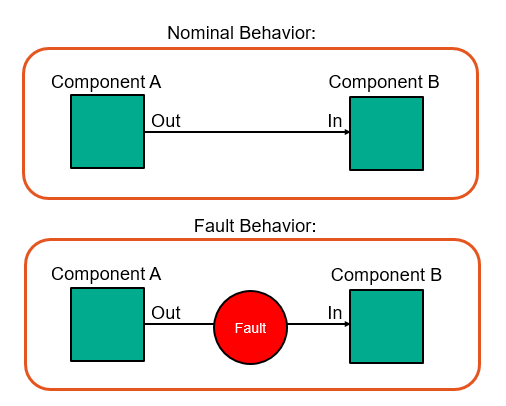 Nominal Behavior:
Component A
Component B
Out
In
Fault Behavior:
Component A
Component B
Out
In
Fault